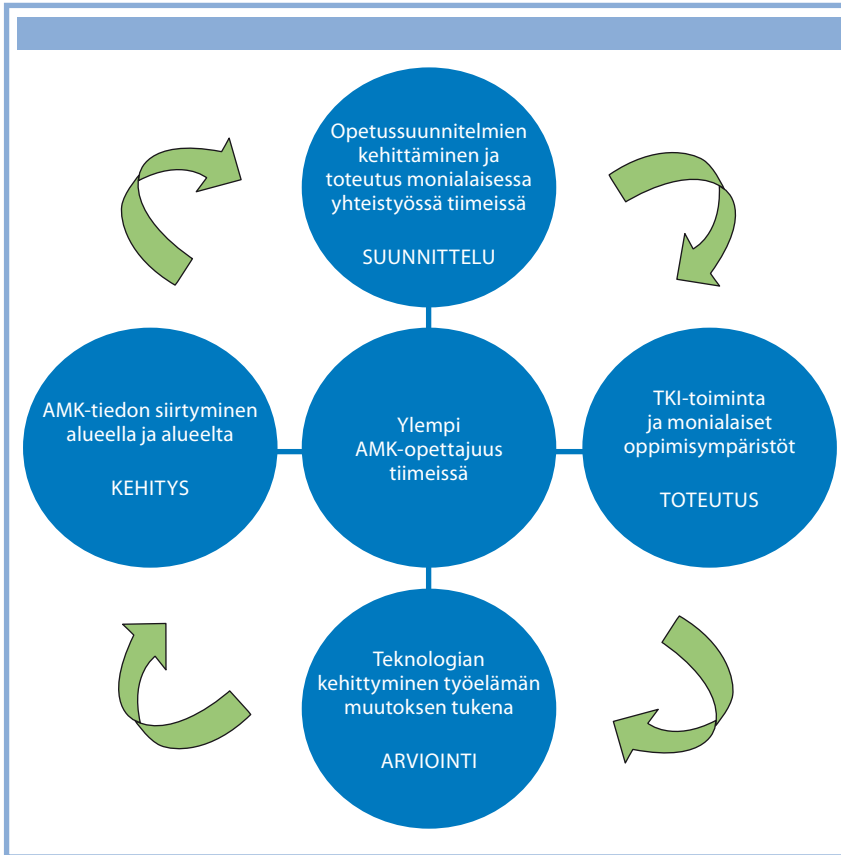 Opetussuunnitelmien
kehittäminen ja
toteutus monialaisessa
yhteistyössä tiimeissä
SUUNNITTELU
AMK-tiedon siirtyminen
alueella ja alueelta
KEHITYS
Ylempi
AMK-opettajuus
tiimeissä
TKI-toiminta
ja monialaiset
oppimisympäristöt
TOTEUTUS
Teknologian
kehittyminen työelämän
muutoksen tukena
ARVIOINTI